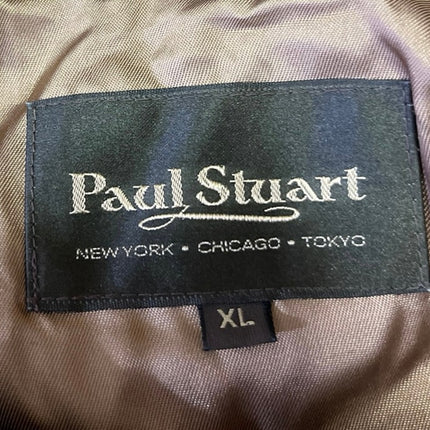 Paul Stuart
NEW YORK • CHICAGO • TOKYO
XL